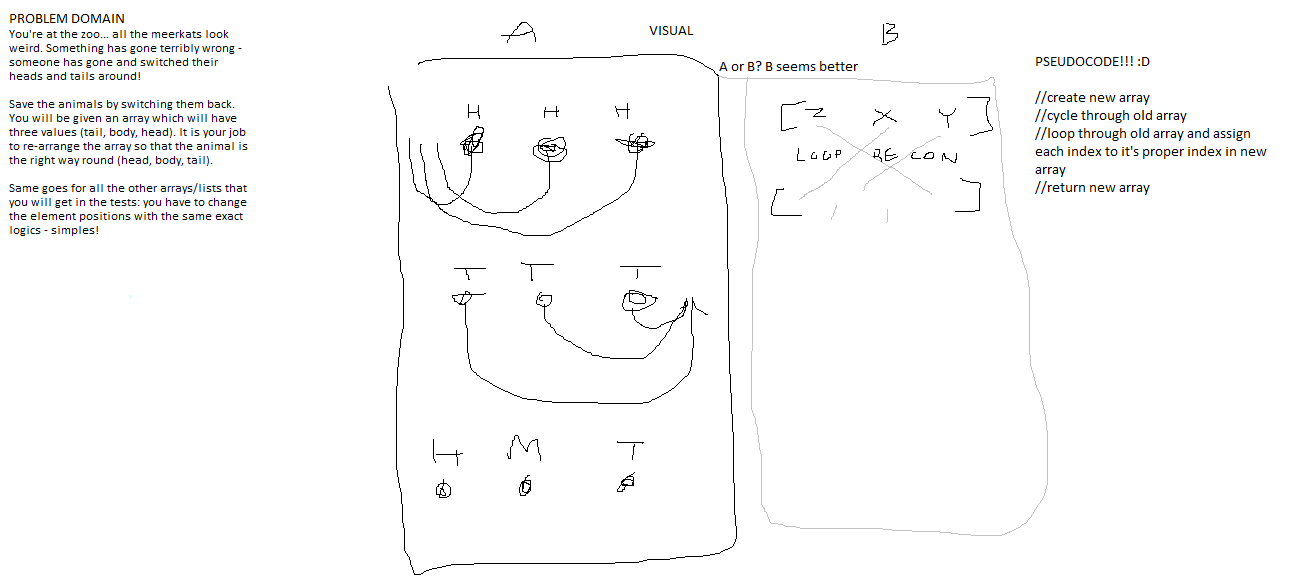 PROBLEM DOMAIN
You're at the zoo... all the meerkats look
weird. Something has gone terribly wrong -
someone has gone and switched their
heads and tails around!
Save the animals by switching them back.
You will be given an array which will have
three values (tail, body, head). It is your job
to re-arrange the array so that the animal is
the right way round (head, body, tail).
Same goes for all the other arrays/lists that
you will get in the tests: you have to change
the element positions with the same exact
logics - simples!
VISUAL
A
H H H
T T T
H M T
B
A or B? B seems better
[Z X Y]
LOOP RECON
[ / | ]
PSEUDOCODE!!! :D
//create new array
//cycle through old array
//loop through old array and assign
each index to it's proper index in new
array
//return new array